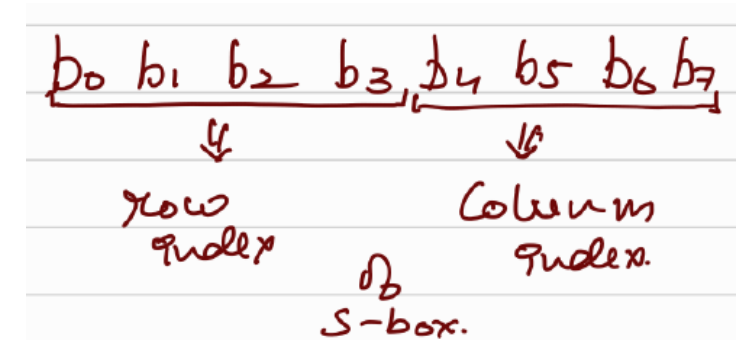 b0 b1 b2 b3, b4 b5 b6 b7
row column
index index.
of
S-box.